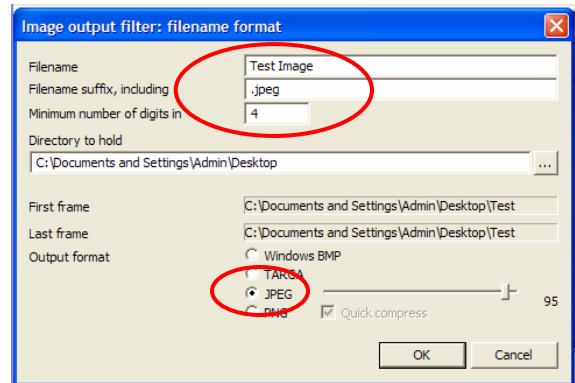 Image output filter: filename format
Filename Test Image
Filename suffix, including .jpeg
Minimum number of digits in 4
Directory to hold
C:\Documents and Settings\Admin\Desktop ...
First frame C:\Documents and Settings\Admin\Desktop\Test
Last frame C:\Documents and Settings\Admin\Desktop\Test
Output format Windows BMP
TARGA
JPEG 95
PNG Quick compress
OK Cancel